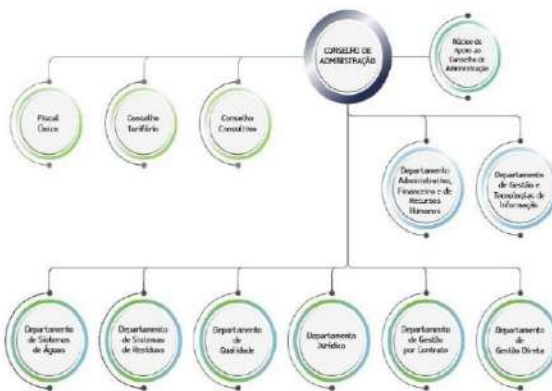 CONSELHO DE
ADMINISTRAÇÃO
Núcleo de
Apoio ao
Conselho de
Administração
Fiscal
Único
Conselho
Tarifário
Conselho
Consultivo
Departamento
Administrativo,
Financeiro e de
Recursos
Humanos
Departamento
de Gestão e
Tecnologias de
Informação
Departamento
de Sistemas
de Águas
Departamento
de Sistemas
de Resíduos
Departamento
de
Qualidade
Departamento
Jurídico
Departamento
de Gestão
por Contrato
Departamento
de
Gestão Direta